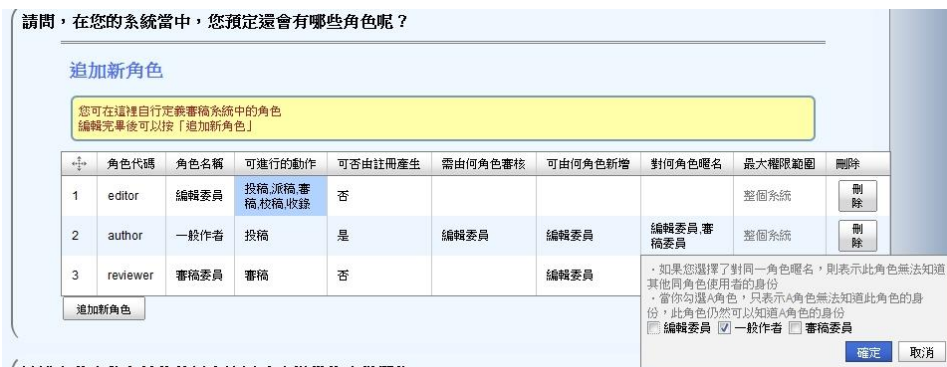 請問，在您的系統當中，您預定還會有哪些角色呢？
追加新角色
您可在這裡自行定義審稿系統中的角色
編輯完畢後可以按「追加新角色」
角色代碼 角色名稱 可進行的動作 可否由註冊產生 需由何角色審核 可由何角色新增 對何角色暱名 最大權限範圍 刪除
1 editor 編輯委員 投稿,派稿,審稿,校稿,收錄 否 整個系統 刪除
2 author 一般作者 投稿 是 編輯委員 編輯委員 編輯委員,審稿委員 整個系統 刪除
3 reviewer 審稿委員 審稿 否 編輯委員
追加新角色
・如果您選擇了對同一角色暱名，則表示此角色無法知道
其他同角色使用者的身份
・當你勾選A角色，只表示A角色無法知道此角色的身
份，此角色仍然可以知道A角色的身份
編輯委員 一般作者 審稿委員
確定 取消